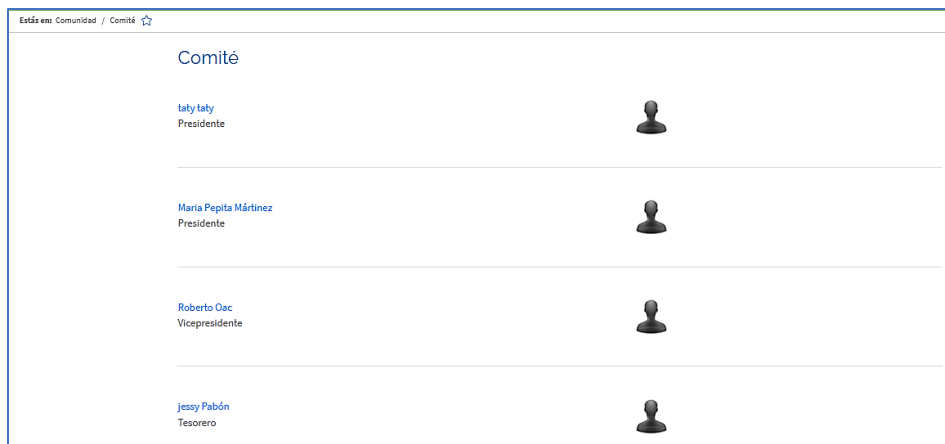 Estás en: Comunidad / Comité
Comité
taty taty
Presidente
Maria Pepita Mártinez
Presidente
Roberto Oac
Vicepresidente
jessy Pabón
Tesorero